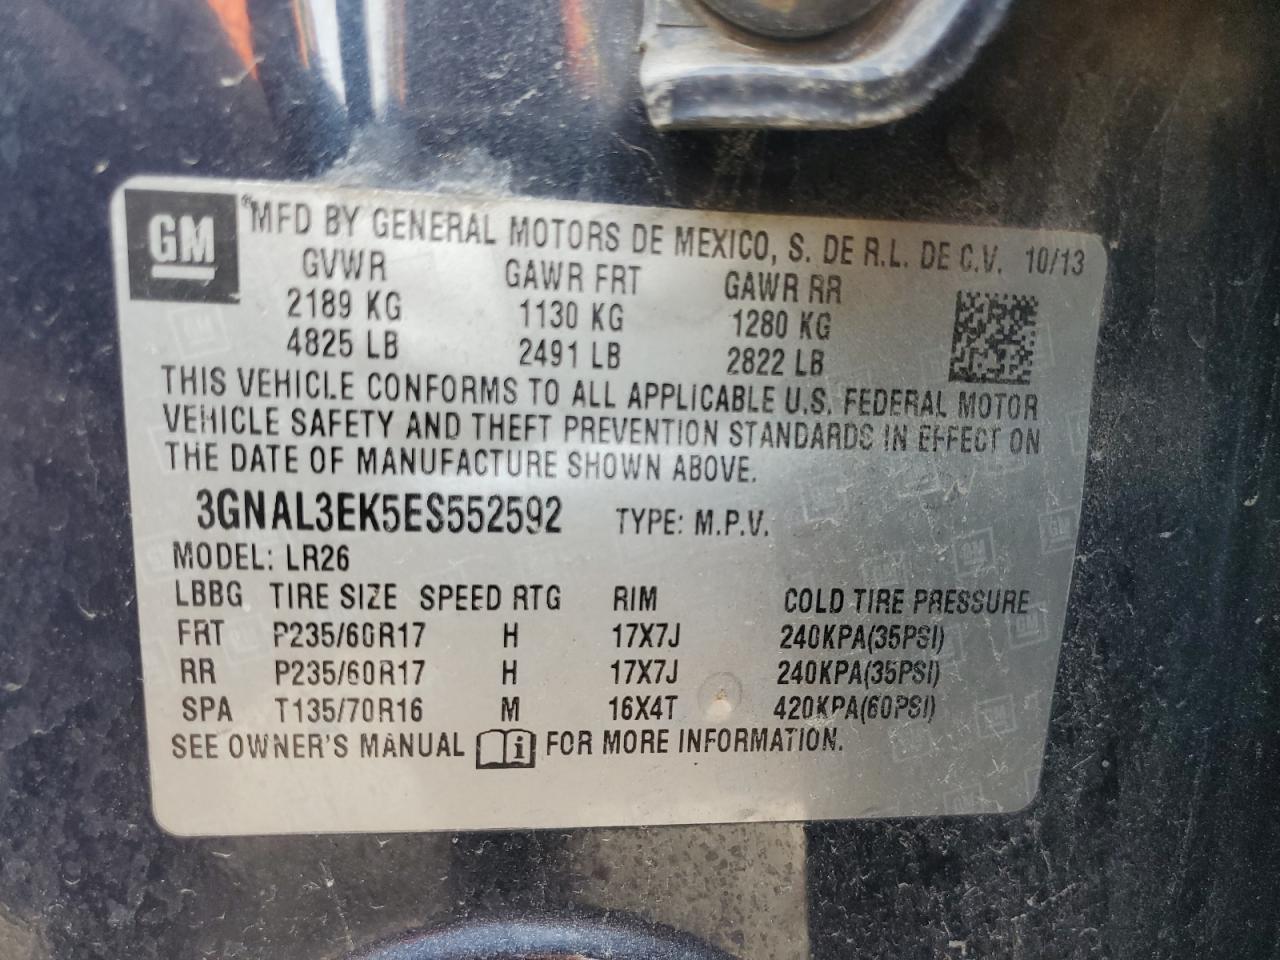 GM
®MFD BY GENERAL MOTORS DE MEXICO, S. DE R.L. DE C.V. 10/13
GVWR GAWR FRT GAWR RR
2189 KG 1130 KG 1280 KG
4825 LB 2491 LB 2822 LB
THIS VEHICLE CONFORMS TO ALL APPLICABLE U.S. FEDERAL MOTOR
VEHICLE SAFETY AND THEFT PREVENTION STANDARDS IN EFFECT ON
THE DATE OF MANUFACTURE SHOWN ABOVE.
3GNAL3EK5ES552592 TYPE: M.P.V.
MODEL: LR26
LBBG TIRE SIZE SPEED RTG RIM COLD TIRE PRESSURE
FRT P235/60R17 H 17X7J 240KPA(35PSI)
RR P235/60R17 H 17X7J 240KPA(35PSI)
SPA T135/70R16 M 16X4T 420KPA(60PSI)
SEE OWNER'S MANUAL i FOR MORE INFORMATION.